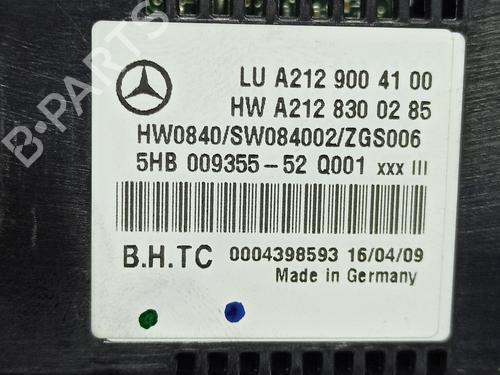 LU A212 900 41 00
HW A212 830 02 85
HW0840/SW084002/ZGS006
5HB 009355-52 Q001 xxx III
B.H.TC 0004398593 16/04/09
Made in Germany
B-PARTS